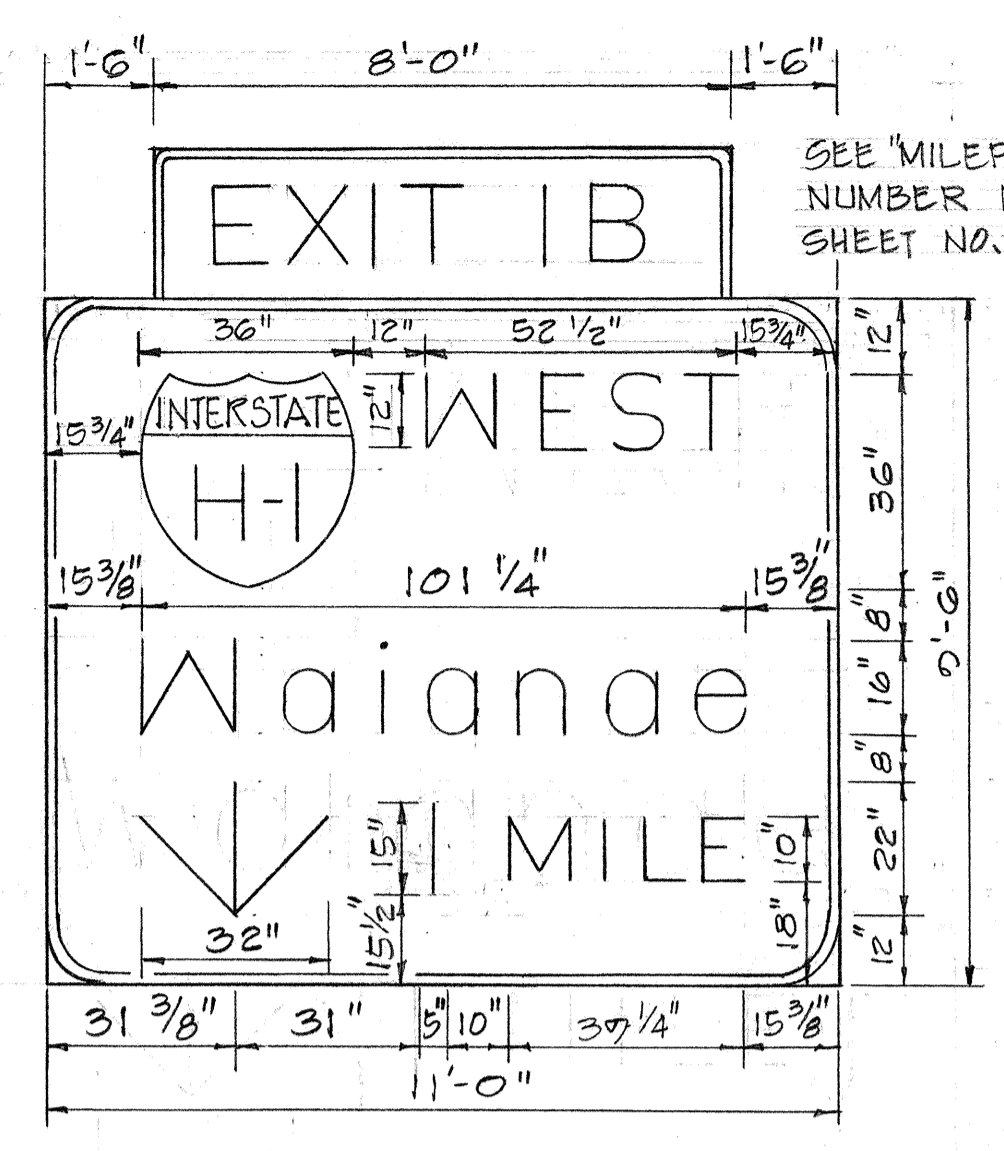 1'-6" 8'-0" 1'-6"
EXIT 1B
SEE "MILEP
NUMBER
SHEET NO.
36" 12" 52 1/2" 15 3/4" 12"
INTERSTATE 12" WEST
15 3/4"
H-1
36"
15 3/8" 101 1/4" 15 3/8"
8" 9'-6"
Waianae 16"
8"
15" 1 MILE 10" 22"
32" 15 1/2" 18" 12"
31 3/8" 31" 5" 10" 39 1/4" 15 3/8"
11'-0"